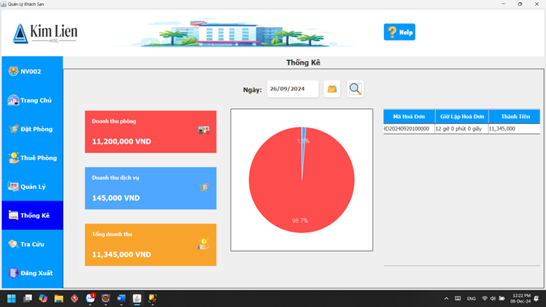 Quản Lý Khách Sạn
Kim Lien
HOTEL
Help
NV002
Thống Kê
Trang Chủ
Ngày: 26/09/2024
Đặt Phòng
Doanh thu phòng
11,200,000 VND
Mã Hoá Đơn Giờ Lập Hoá Đơn Thành Tiền
HD20240920100000 12 giờ 0 phút 0 giây 11,345,000
Thuê Phòng
Doanh thu dịch vụ
145,000 VND
Quản Lý
Thống Kê
98.7%
Tổng doanh thu
11,345,000 VND
Tra Cứu
Đăng Xuất
ENG
12:22 PM
08-Dec-24